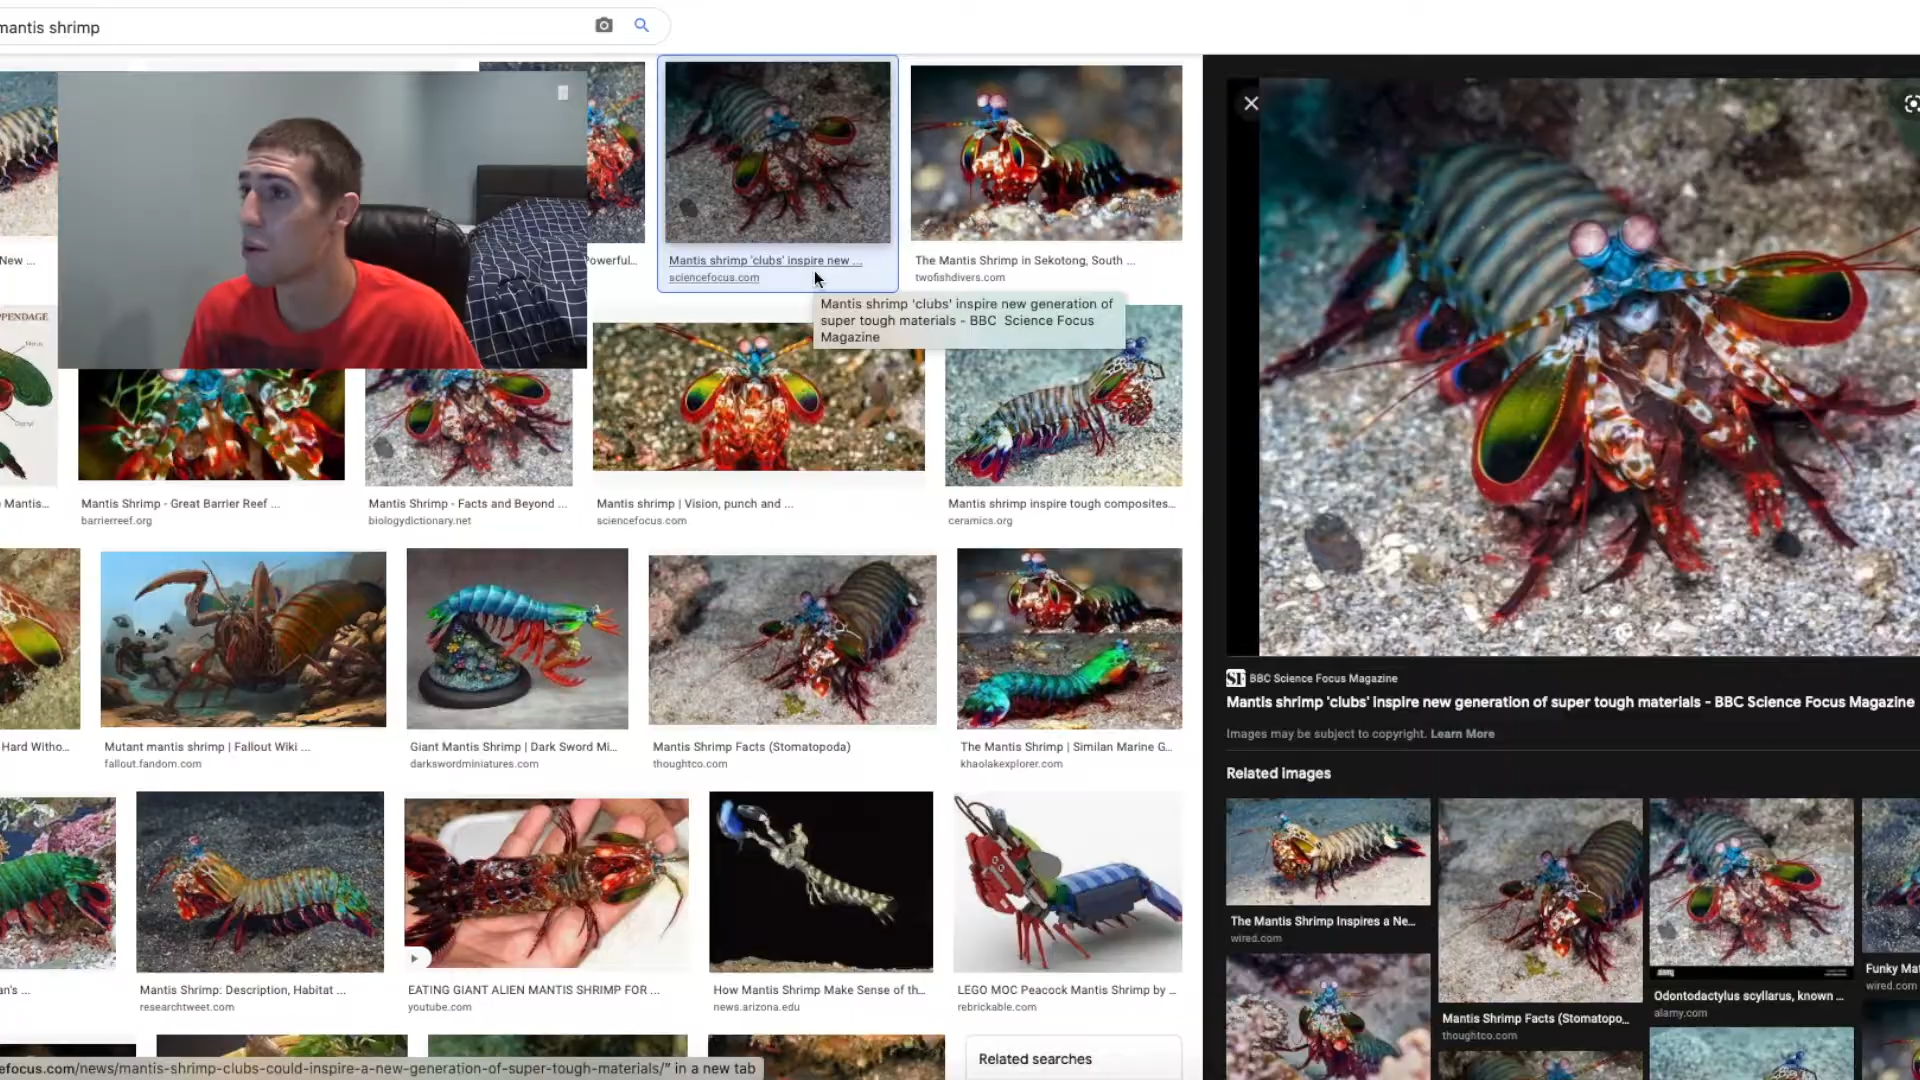 mantis shrimp
New ...
Powerful...
Mantis shrimp 'clubs' inspire new ...
sciencefocus.com
The Mantis Shrimp in Sekotong, South ...
twofishdivers.com
Mantis shrimp 'clubs' inspire new generation of
super tough materials - BBC Science Focus
Magazine
PPENDAGE
Mantis...
Mantis Shrimp - Great Barrier Reef ...
barrierreef.org
Mantis Shrimp - Facts and Beyond ...
biologydictionary.net
Mantis shrimp | Vision, punch and ...
sciencefocus.com
Mantis shrimp inspire tough composites...
ceramics.org
Hard Witho...
Mutant mantis shrimp | Fallout Wiki ...
fallout.fandom.com
Giant Mantis Shrimp | Dark Sword Mi...
darkswordminiatures.com
Mantis Shrimp Facts (Stomatopoda)
thoughtco.com
The Mantis Shrimp | Similan Marine G...
khaolakexplorer.com
an's ...
Mantis Shrimp: Description, Habitat ...
researchtweet.com
EATING GIANT ALIEN MANTIS SHRIMP FOR ...
youtube.com
How Mantis Shrimp Make Sense of th...
news.arizona.edu
LEGO MOC Peacock Mantis Shrimp by ...
rebrickable.com
Related searches
efocus.com/news/mantis-shrimp-clubs-could-inspire-a-new-generation-of-super-tough-materials/" in a new tab
SF BBC Science Focus Magazine
Mantis shrimp 'clubs' inspire new generation of super tough materials - BBC Science Focus Magazine
Images may be subject to copyright. Learn More
Related images
The Mantis Shrimp Inspires a Ne...
wired.com
Mantis Shrimp Facts (Stomatopo...
thoughtco.com
Odontodactylus scyllarus, known ...
alamy.com
Funky Ma
wired.com